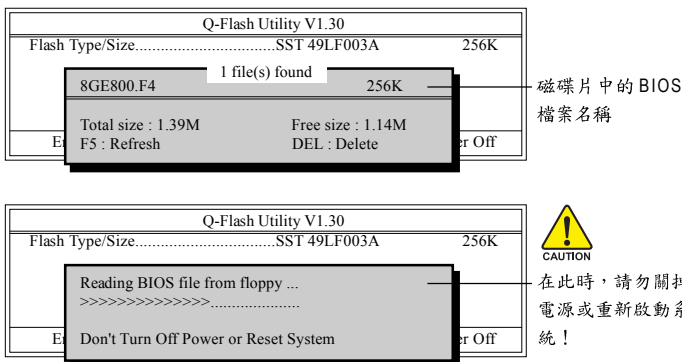 Q-Flash Utility V1.30
Flash Type/Size.................................SST 49LF003A 256K
1 file(s) found
8GE800.F4 256K
磁碟片中的 BIOS
檔案名稱
Total size : 1.39M Free size : 1.14M
F5 : Refresh DEL : Delete
er Off
Q-Flash Utility V1.30
Flash Type/Size.................................SST 49LF003A 256K
CAUTION
Reading BIOS file from floppy ...
>>>>>>>>>>>>>>....................
在此時，請勿關掉
電源或重新啟動系
統！
Don't Turn Off Power or Reset System
er Off